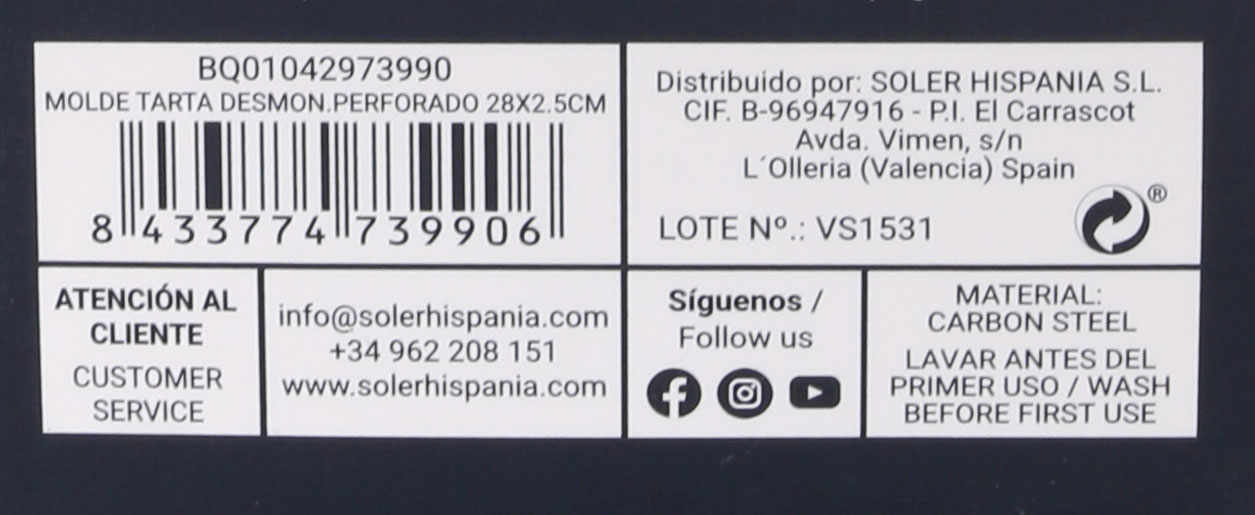 BQ01042973990
MOLDE TARTA DESMON.PERFORADO 28X2.5CM
8 433774 739906
Distribuido por: SOLER HISPANIA S.L.
CIF. B-96947916 - P.I. El Carrascot
Avda. Vimen, s/n
L´Olleria (Valencia) Spain
LOTE Nº.: VS1531
®
ATENCIÓN AL
CLIENTE
CUSTOMER
SERVICE
info@solerhispania.com
+34 962 208 151
www.solerhispania.com
Síguenos /
Follow us
MATERIAL:
CARBON STEEL
LAVAR ANTES DEL
PRIMER USO / WASH
BEFORE FIRST USE